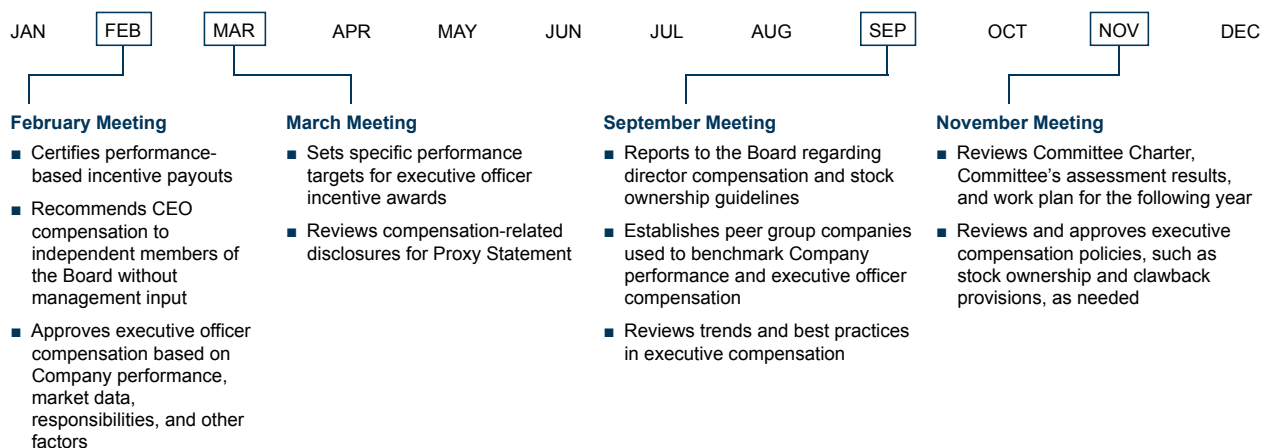 JAN FEB MAR APR MAY JUN JUL AUG SEP OCT NOV DEC
February Meeting
■ Certifies performance-
based incentive payouts
■ Recommends CEO
compensation to
independent members of
the Board without
management input
■ Approves executive officer
compensation based on
Company performance,
market data,
responsibilities, and other
factors
March Meeting
■ Sets specific performance
targets for executive officer
incentive awards
■ Reviews compensation-related
disclosures for Proxy Statement
September Meeting
■ Reports to the Board regarding
director compensation and stock
ownership guidelines
■ Establishes peer group companies
used to benchmark Company
performance and executive officer
compensation
■ Reviews trends and best practices
in executive compensation
November Meeting
■ Reviews Committee Charter,
Committee's assessment results,
and work plan for the following year
■ Reviews and approves executive
compensation policies, such as
stock ownership and clawback
provisions, as needed